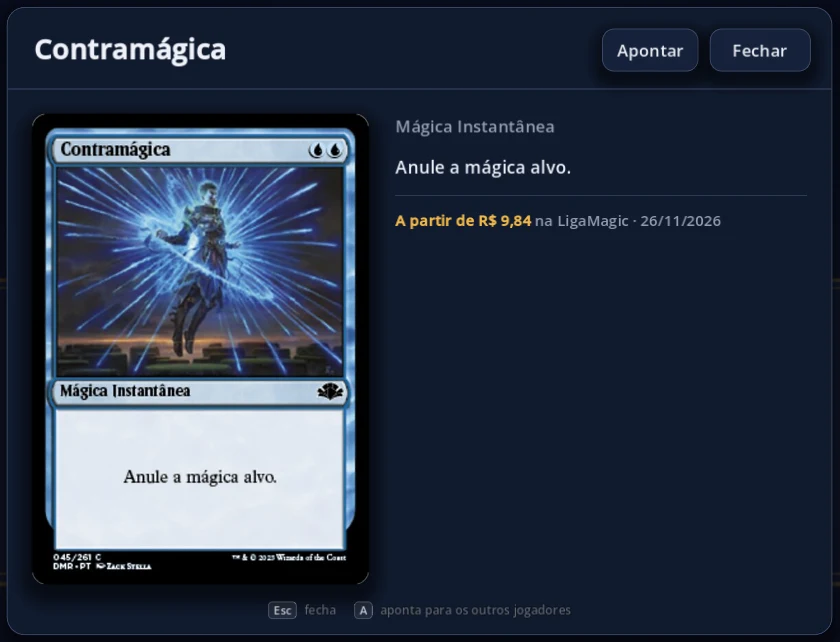 Contramágica
Apontar
Fechar
Contramágica
Mágica Instantânea
Anule a mágica alvo.
045/261 C
DMR • PT ZACK STELLA
™ & © 2023 Wizards of the Coast
Mágica Instantânea
Anule a mágica alvo.
A partir de R$ 9,84 na LigaMagic · 26/11/2026
Esc fecha A aponta para os outros jogadores